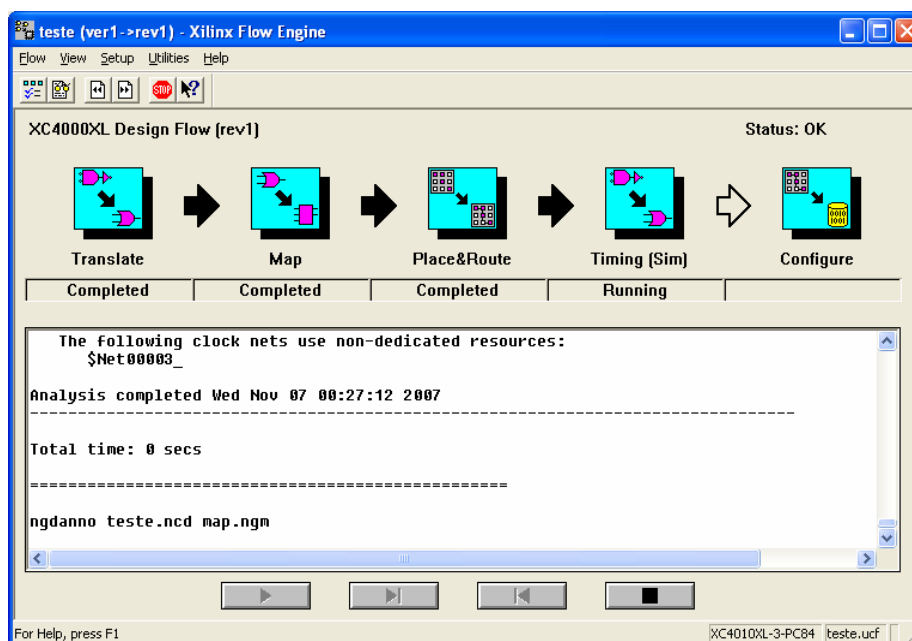 teste (ver1->rev1) - Xilinx Flow Engine
Flow View Setup Utilities Help
STOP
XC4000XL Design Flow (rev1) Status: OK
0010
1001
Translate Map Place&Route Timing (Sim) Configure
Completed Completed Completed Running
The following clock nets use non-dedicated resources:
$Net00003_
Analysis completed Wed Nov 07 00:27:12 2007
--------------------------------------------------------------------------------
Total time: 0 secs
==================================================
ngdanno teste.ncd map.ngm
For Help, press F1 XC4010XL-3-PC84 teste.ucf